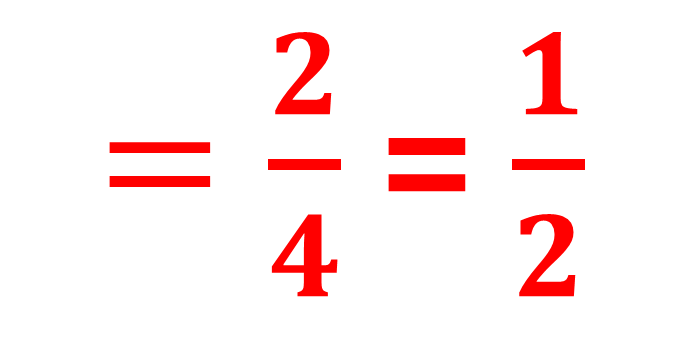 = 2/4 = 1/2